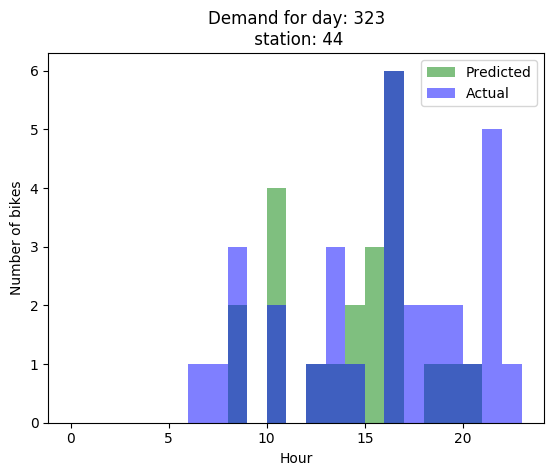 Demand for day: 323
station: 44
Predicted
Actual
6
5
4
3
2
1
0
Number of bikes
0 5 10 15 20
Hour